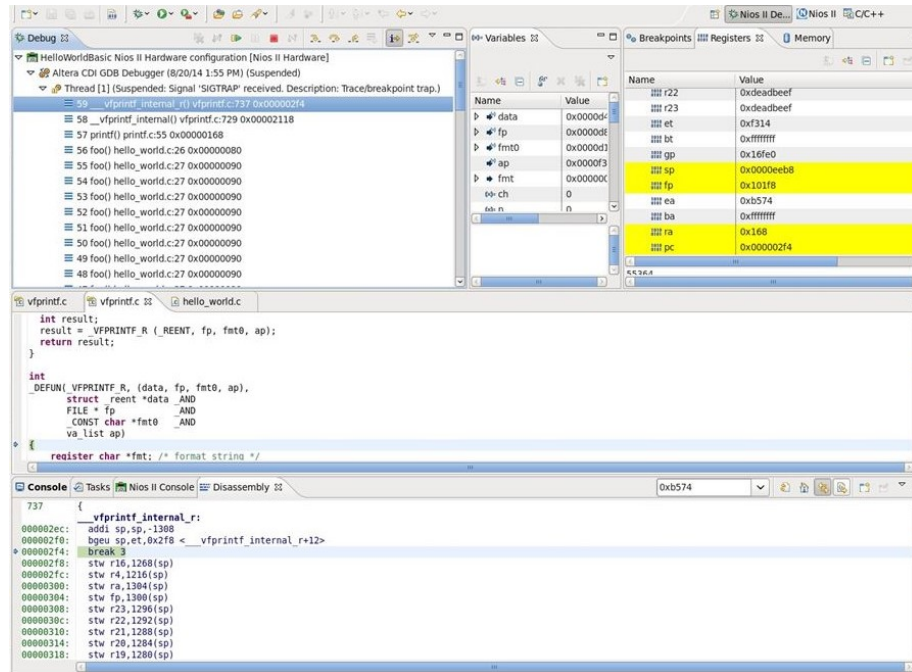 Nios II De... Nios II C/C++
Debug
HelloWorldBasic Nios II Hardware configuration [Nios II Hardware]
Altera CDI GDB Debugger (8/20/14 1:55 PM) (Suspended)
Thread [1] (Suspended: Signal 'SIGTRAP' received. Description: Trace/breakpoint trap.)
59 ___vfprintf_internal_r() vfprintf.c:737 0x000002f4
58 __vfprintf_internal() vfprintf.c:729 0x00002118
57 printf() printf.c:55 0x00000168
56 foo() hello_world.c:26 0x00000080
55 foo() hello_world.c:27 0x00000090
54 foo() hello_world.c:27 0x00000090
53 foo() hello_world.c:27 0x00000090
52 foo() hello_world.c:27 0x00000090
51 foo() hello_world.c:27 0x00000090
50 foo() hello_world.c:27 0x00000090
49 foo() hello_world.c:27 0x00000090
48 foo() hello_world.c:27 0x00000090
Variables
Name Value
data
fp
fmt0
ap 0x0000f3
fmt 0x000000
ch 0
n 0
Breakpoints Registers Memory
Name Value
r22 0xdeadbeef
r23 0xdeadbeef
et 0xf314
bt 0xffffffff
gp 0x16fe0
sp 0x0000eeb8
fp 0x101f8
ea 0xb574
ba 0xffffffff
ra 0x168
pc 0x000002f4
55364
vfprintf.c vfprintf.c hello_world.c
int result;
result = _VFPRINTF_R (_REENT, fp, fmt0, ap);
return result;
}
int
_DEFUN(_VFPRINTF_R, (data, fp, fmt0, ap),
struct _reent *data _AND
FILE * fp _AND
_CONST char *fmt0 _AND
va_list ap)
{
register char *fmt; /* format string */
Console Tasks Nios II Console Disassembly
0xb574
737 {
___vfprintf_internal_r:
000002ec: addi sp,sp,-1308
000002f0: bgeu sp,et,0x2f8 <___vfprintf_internal_r+12>
000002f4: break 3
000002f8: stw r16,1268(sp)
000002fc: stw r4,1216(sp)
00000300: stw ra,1304(sp)
00000304: stw fp,1300(sp)
00000308: stw r23,1296(sp)
0000030c: stw r22,1292(sp)
00000310: stw r21,1288(sp)
00000314: stw r20,1284(sp)
00000318: stw r19,1280(sp)